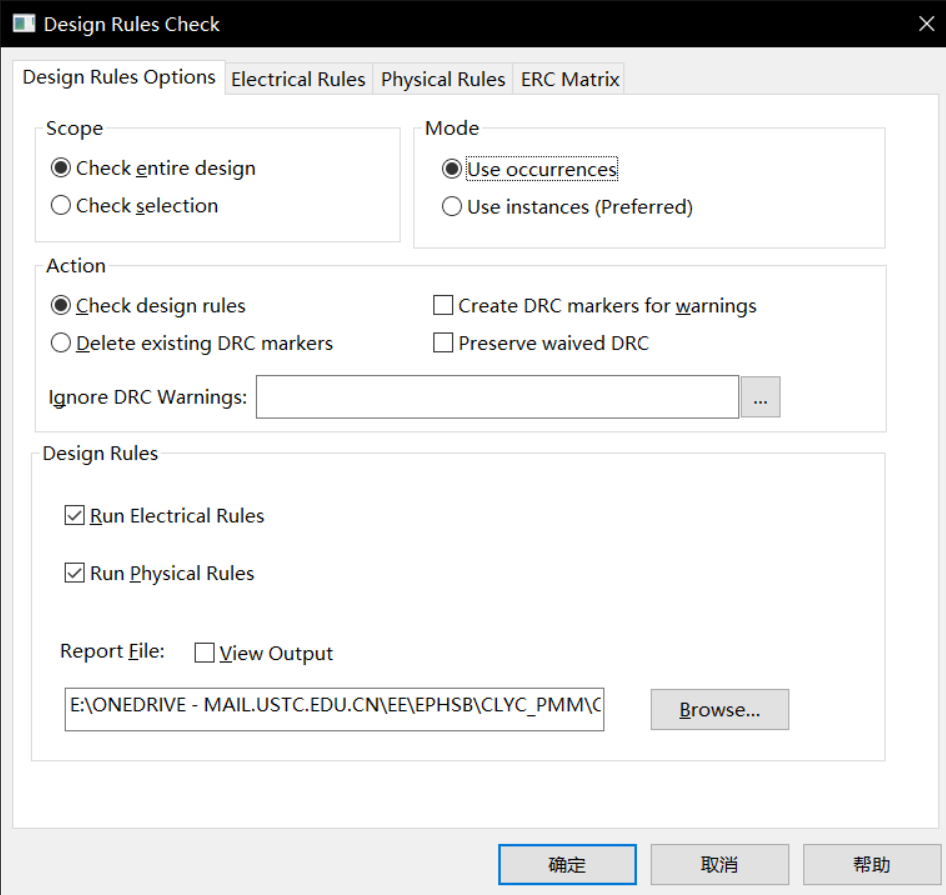 Design Rules Check
Design Rules Options Electrical Rules Physical Rules ERC Matrix
Scope
Mode
Check entire design
Use occurrences
Check selection
Use instances (Preferred)
Action
Check design rules
Create DRC markers for warnings
Delete existing DRC markers
Preserve waived DRC
Ignore DRC Warnings:
...
Design Rules
Run Electrical Rules
Run Physical Rules
Report File:
View Output
E:\ONEDRIVE - MAIL.USTC.EDU.CN\EE\EPHSB\CLYC_PMM\C
Browse...
确定 取消 帮助